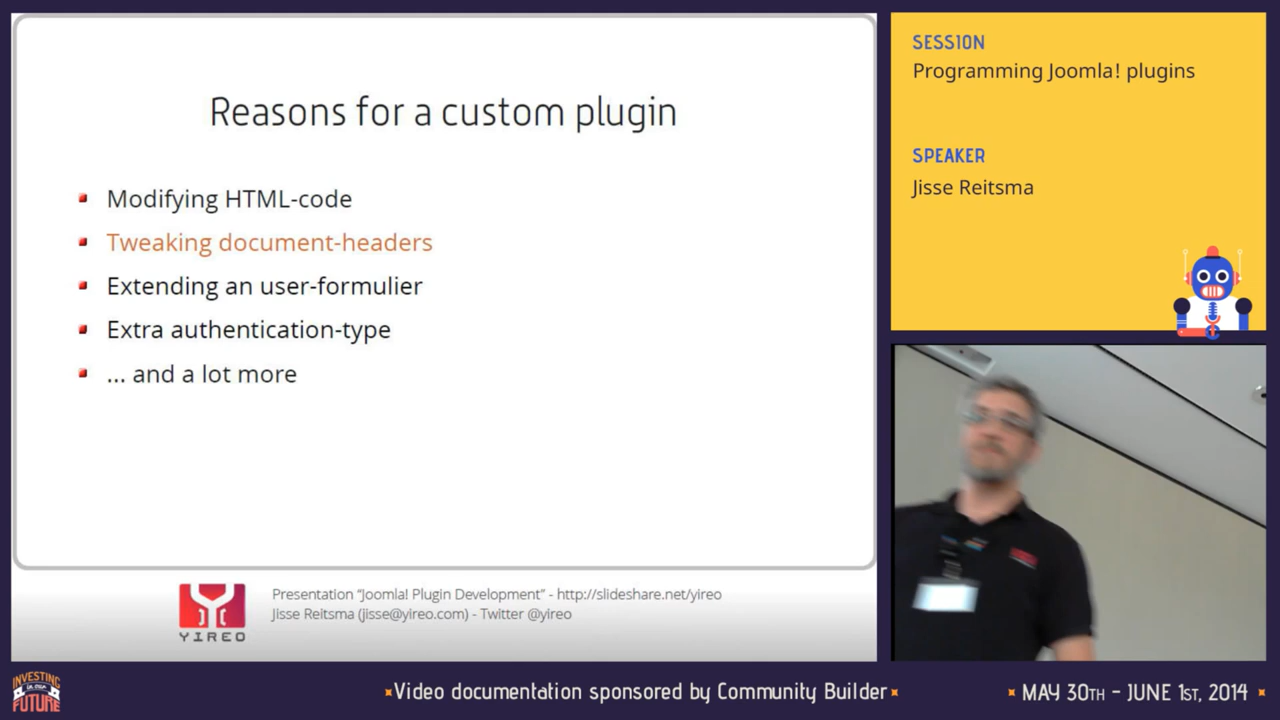 Reasons for a custom plugin
Modifying HTML-code
Tweaking document-headers
Extending an user-formulier
Extra authentication-type
... and a lot more
YIREO
Presentation “Joomla! Plugin Development” - http://slideshare.net/yireo
Jisse Reitsma (jisse@yireo.com) - Twitter @yireo
SESSION
Programming Joomla! plugins
SPEAKER
Jisse Reitsma
INVESTING
IN OUR
FUTURE
Video documentation sponsored by Community Builder
MAY 30TH - JUNE 1ST, 2014